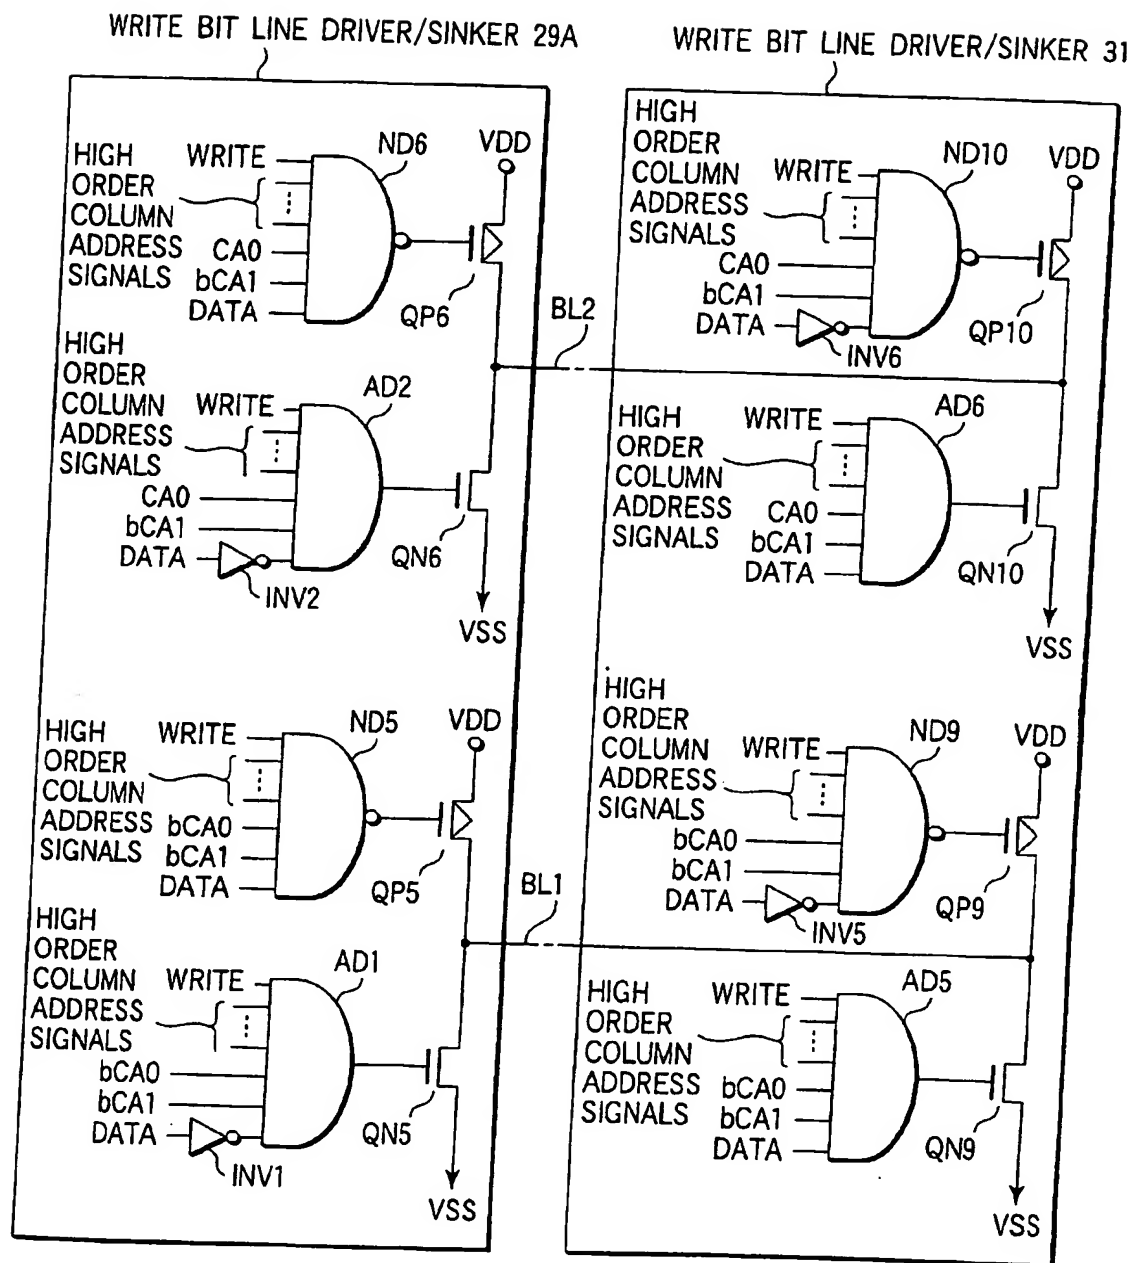 WRITE BIT LINE DRIVER/SINKER 29A
HIGH
ORDER
COLUMN
ADDRESS
SIGNALS
WRITE
CA0
bCA1
DATA
ND6
VDD
QP6
HIGH
ORDER
COLUMN
ADDRESS
SIGNALS
WRITE
CA0
bCA1
DATA
INV2
AD2
QN6
VSS
BL2
HIGH
ORDER
COLUMN
ADDRESS
SIGNALS
WRITE
bCA0
bCA1
DATA
ND5
VDD
QP5
HIGH
ORDER
COLUMN
ADDRESS
SIGNALS
WRITE
bCA0
bCA1
DATA
INV1
AD1
QN5
VSS
BL1
WRITE BIT LINE DRIVER/SINKER 31
HIGH
ORDER
COLUMN
ADDRESS
SIGNALS
WRITE
CA0
bCA1
DATA
INV6
ND10
VDD
QP10
HIGH
ORDER
COLUMN
ADDRESS
SIGNALS
WRITE
CA0
bCA1
DATA
AD6
QN10
VSS
HIGH
ORDER
COLUMN
ADDRESS
SIGNALS
WRITE
bCA0
bCA1
DATA
INV5
ND9
VDD
QP9
HIGH
ORDER
COLUMN
ADDRESS
SIGNALS
WRITE
bCA0
bCA1
DATA
AD5
QN9
VSS